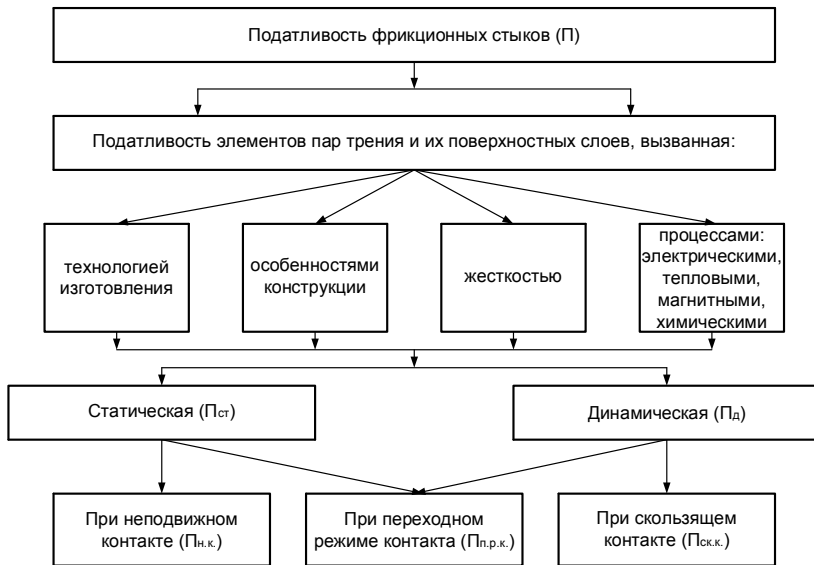 Податливость фрикционных стыков (П)
Податливость элементов пар трения и их поверхностных слоев, вызванная:
технологией
изготовления
особенностями
конструкции
жесткостью
процессами:
электрическими,
тепловыми,
магнитными,
химическими
Статическая (Пст)
Динамическая (Пд)
При неподвижном
контакте (Пн.к.)
При переходном
режиме контакта (Пп.р.к.)
При скользящем
контакте (Пск.к.)